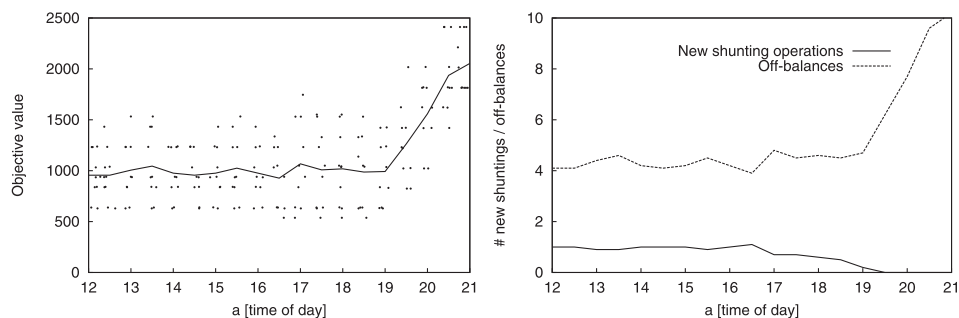 2500
2000
1500
1000
500
0
Objective value
12 13 14 15 16 17 18 19 20 21
a [time of day]
10
8
6
4
2
0
# new shuntings / off-balances
New shunting operations
Off-balances
12 13 14 15 16 17 18 19 20 21
a [time of day]